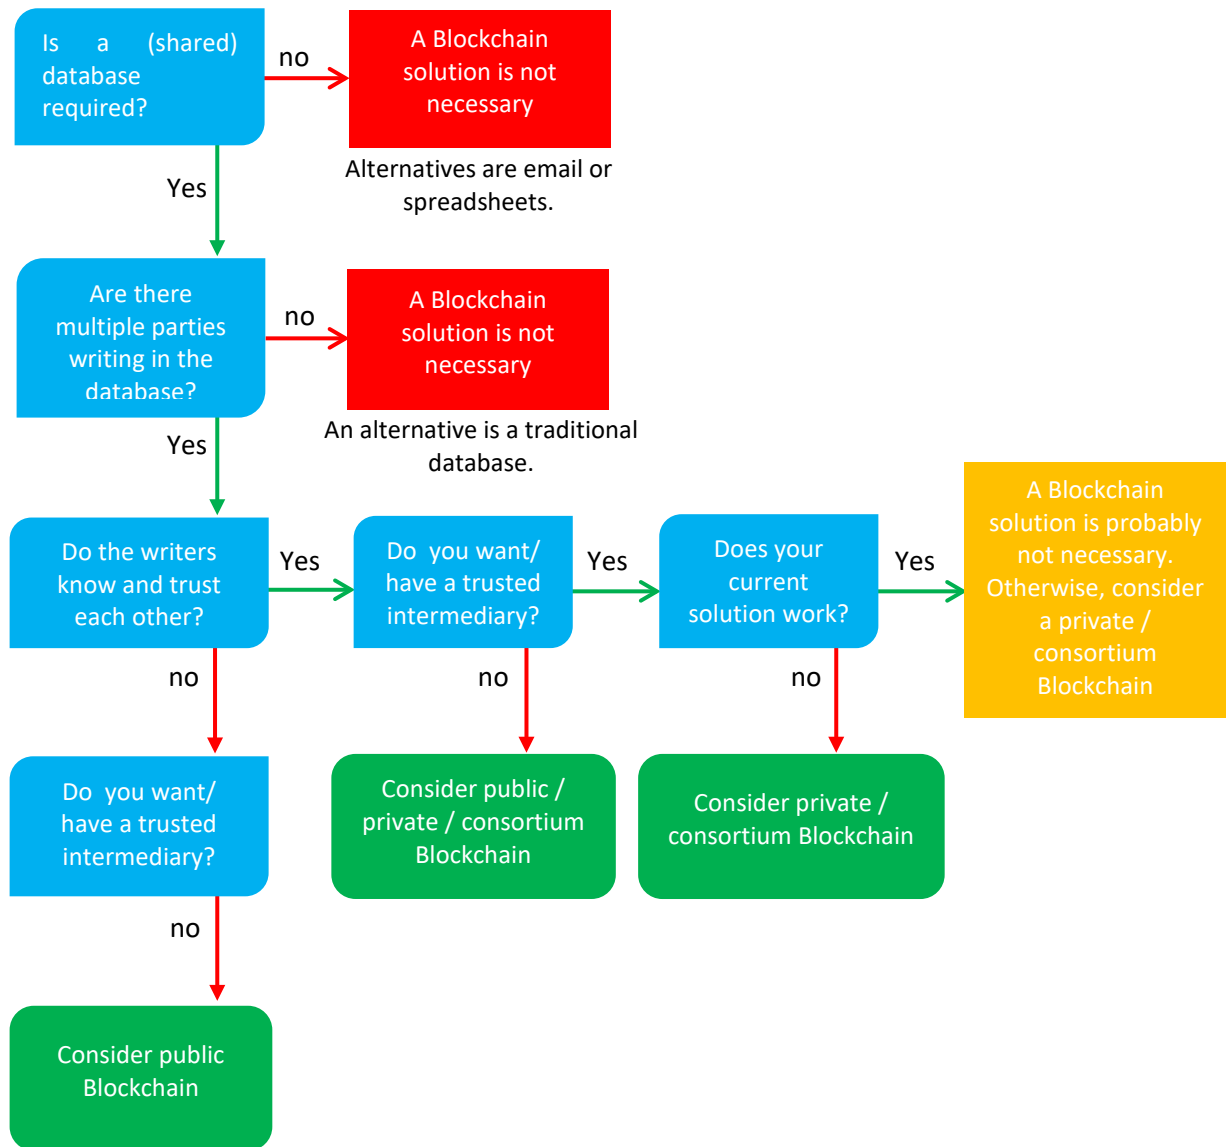 Is a (shared)
database
required?
no
A Blockchain
solution is not
necessary
Alternatives are email or
spreadsheets.
Yes
Are there
multiple parties
writing in the
database?
no
A Blockchain
solution is not
necessary
An alternative is a traditional
database.
Yes
Do the writers
know and trust
each other?
Yes
Do you want/
have a trusted
intermediary?
Yes
Does your
current
solution work?
Yes
A Blockchain
solution is probably
not necessary.
Otherwise, consider
a private /
consortium
Blockchain
no
no
no
Do you want/
have a trusted
intermediary?
Consider public /
private / consortium
Blockchain
Consider private /
consortium Blockchain
no
Consider public
Blockchain